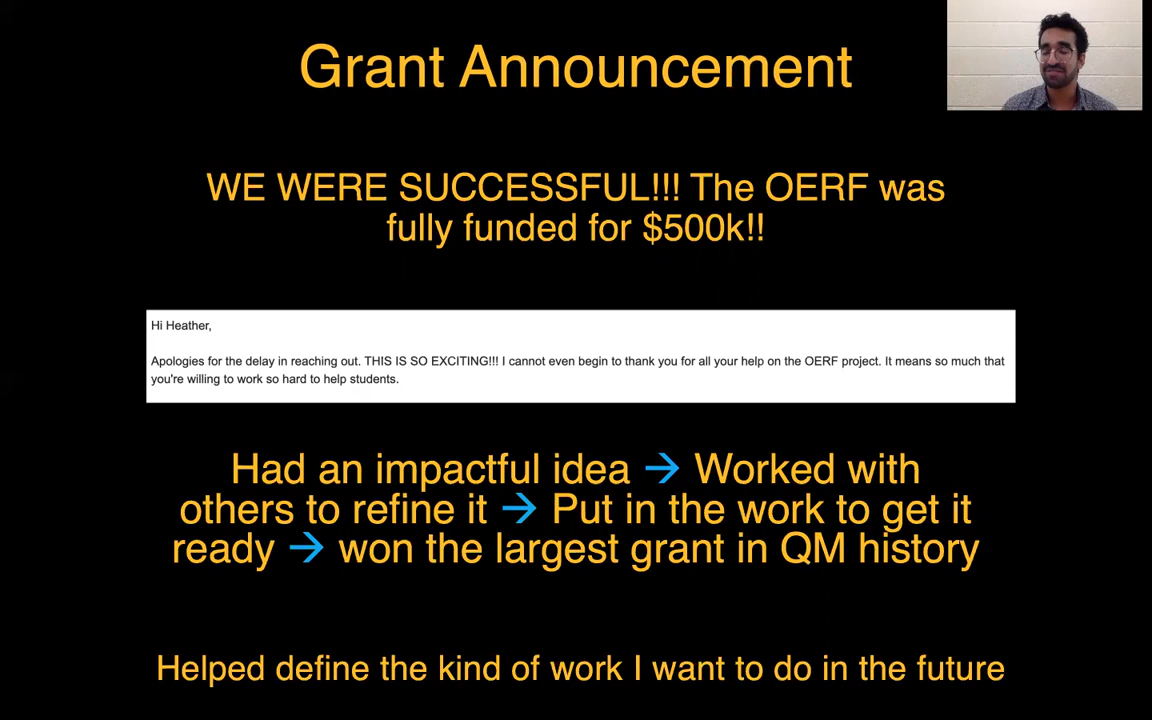 Grant Announcement
WE WERE SUCCESSFUL!!! The OERF was
fully funded for $500k!!
Hi Heather,
Apologies for the delay in reaching out. THIS IS SO EXCITING!!! I cannot even begin to thank you for all your help on the OERF project. It means so much that
you're willing to work so hard to help students.
Had an impactful idea → Worked with
others to refine it → Put in the work to get it
ready → won the largest grant in QM history
Helped define the kind of work I want to do in the future